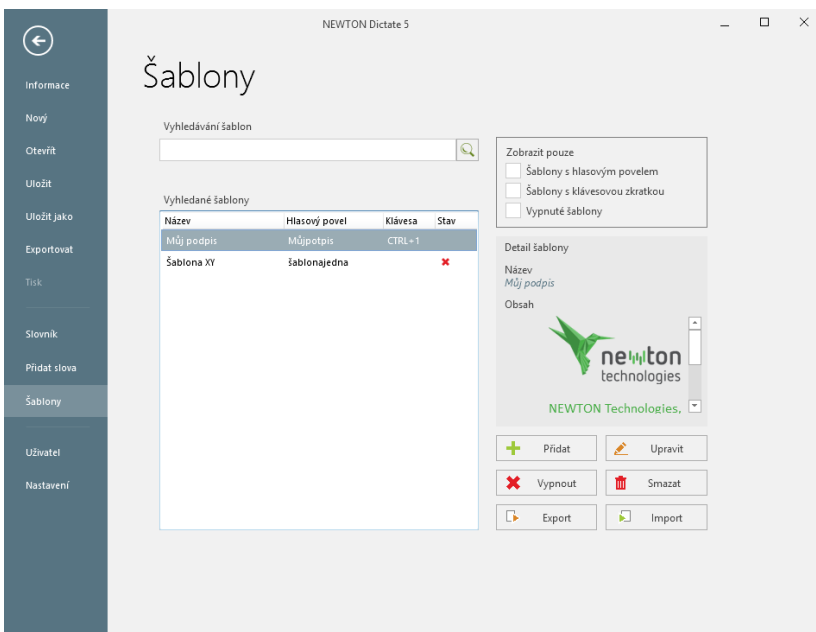 NEWTON Dictate 5
Informace
Nový
Otevřít
Uložit
Uložit jako
Exportovat
Tisk
Slovník
Přidat slova
Šablony
Uživatel
Nastavení
Šablony
Vyhledávání šablon
Vyhledané šablony
Název Hlasový povel Klávesa Stav
Můj podpis Můjpotpis CTRL+1
Šablona XY šablonajedna
Zobrazit pouze
Šablony s hlasovým povelem
Šablony s klávesovou zkratkou
Vypnuté šablony
Detail šablony
Název
Můj podpis
Obsah
newton
technologies
NEWTON Technologies,
Přidat Upravit
Vypnout Smazat
Export Import